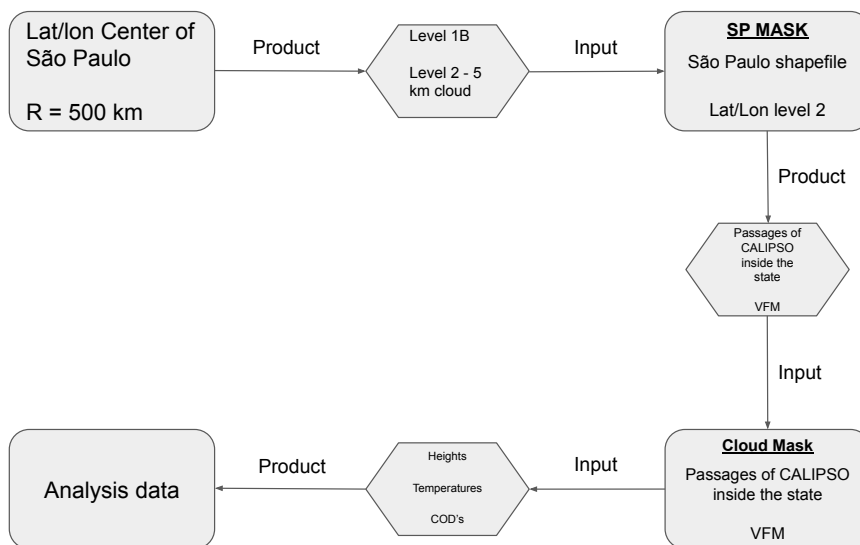 Lat/lon Center of
São Paulo
R = 500 km
Product
Level 1B
Level 2 - 5
km cloud
Input
SP MASK
São Paulo shapefile
Lat/Lon level 2
Product
Passages of
CALIPSO
inside the
state
VFM
Input
Cloud Mask
Passages of CALIPSO
inside the state
VFM
Input
Heights
Temperatures
COD's
Product
Analysis data